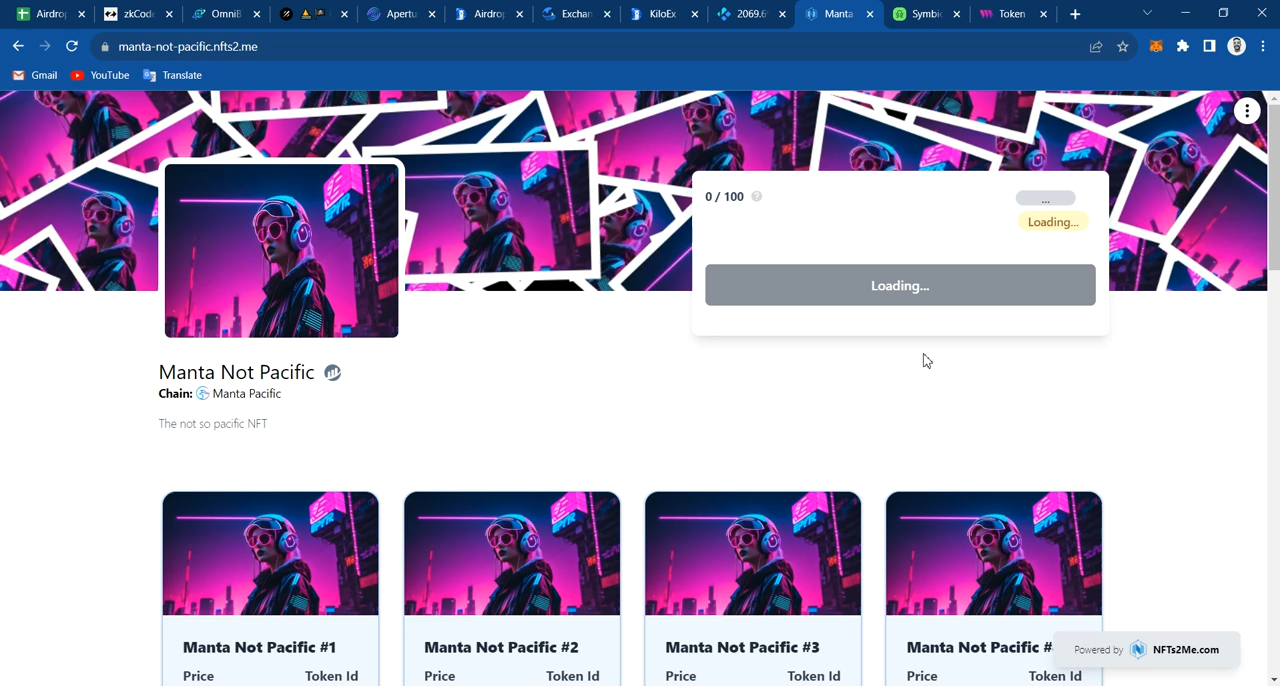 Airdrop
zkCode
OmniB
Apertu
Airdrop
Exchan
KiloEx
2069.6
Manta
Symbio
Token
manta-not-pacific.nfts2.me
Gmail
YouTube
Translate
0 / 100
...
Loading...
Loading...
Manta Not Pacific
Chain: Manta Pacific
The not so pacific NFT
Manta Not Pacific #1
Manta Not Pacific #2
Manta Not Pacific #3
Manta Not Pacific #
Price Token Id
Price Token Id
Price Token Id
Price Token Id
Powered by NFTs2Me.com